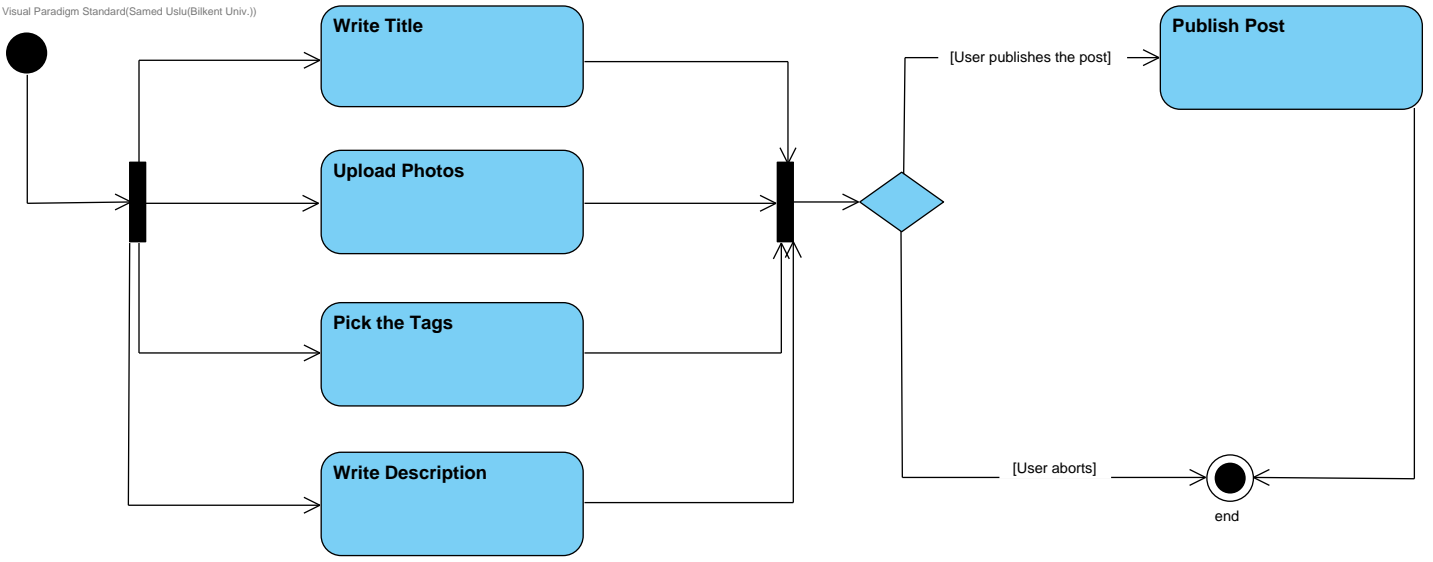 Visual Paradigm Standard(Samed Uslu(Bilkent Univ.))
Write Title
Publish Post
[User publishes the post]
Upload Photos
Pick the Tags
Write Description
[User aborts]
end